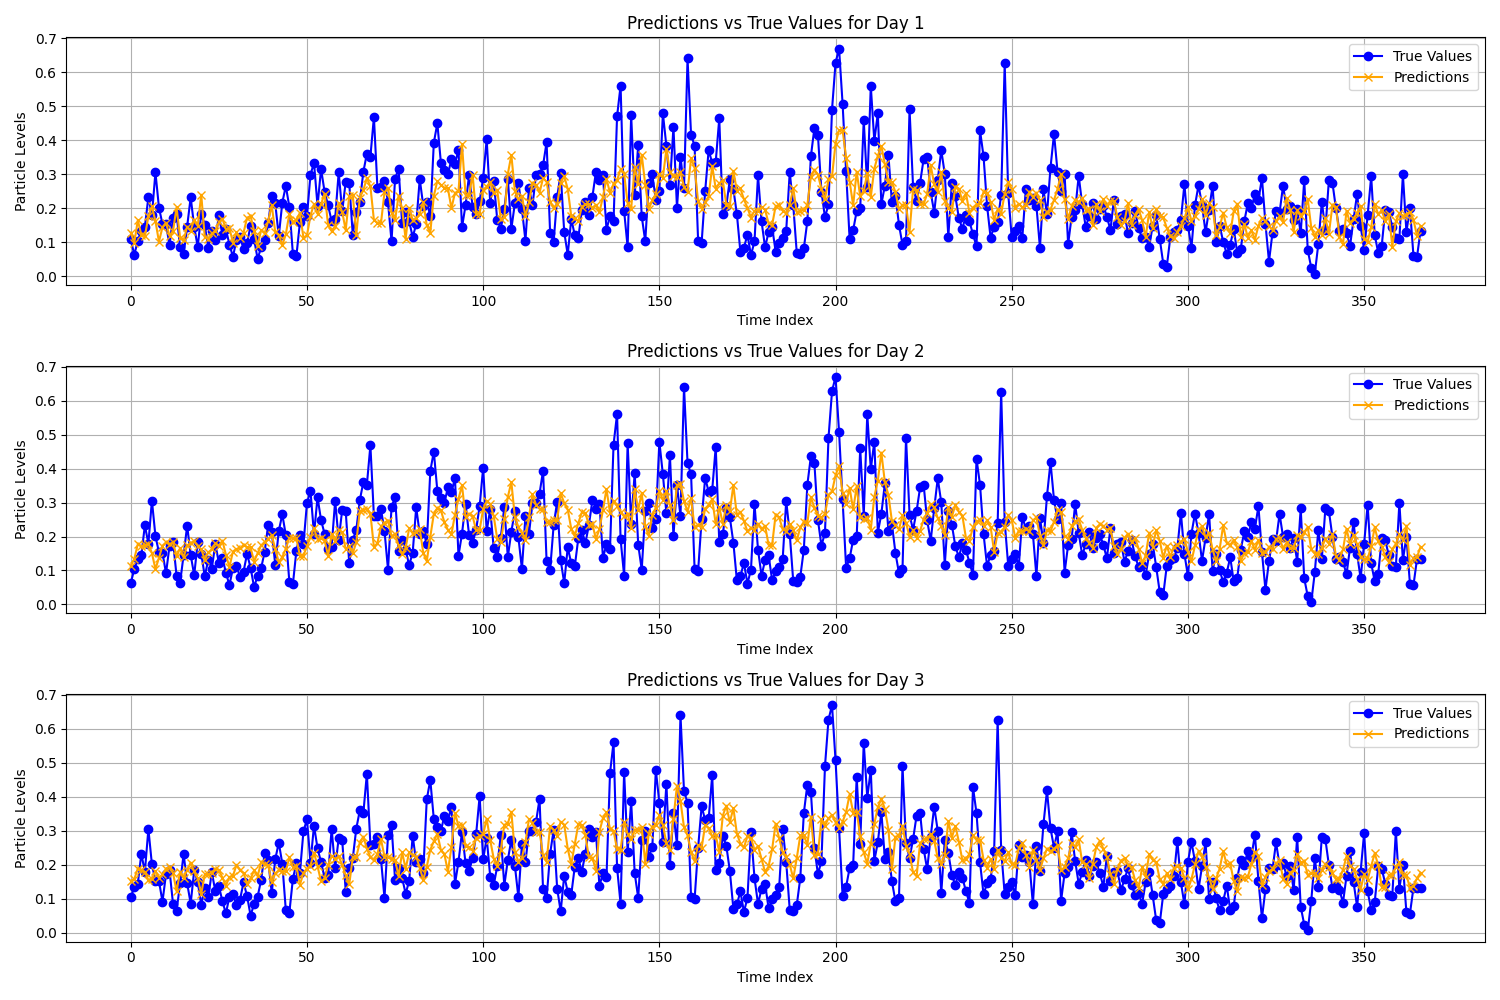 Predictions vs True Values for Day 1
0.7
0.6
0.5
0.4
0.3
0.2
0.1
0.0
Particle Levels
True Values
Predictions
0 50 100 150 200 250 300 350
Time Index
Predictions vs True Values for Day 2
0.7
0.6
0.5
0.4
0.3
0.2
0.1
0.0
Particle Levels
True Values
Predictions
0 50 100 150 200 250 300 350
Time Index
Predictions vs True Values for Day 3
0.7
0.6
0.5
0.4
0.3
0.2
0.1
0.0
Particle Levels
True Values
Predictions
0 50 100 150 200 250 300 350
Time Index